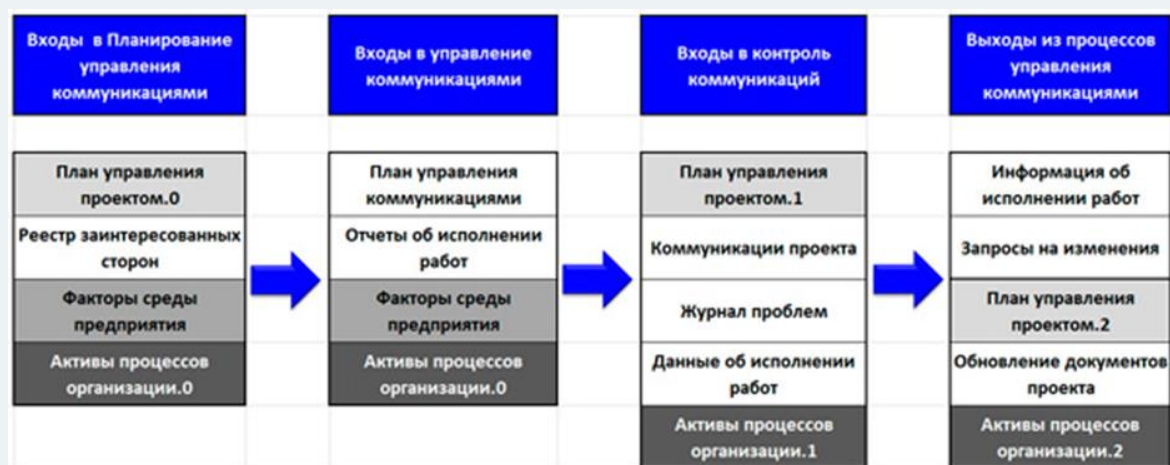 Входы в Планирование
управления
коммуникациями
Входы в управление
коммуникациями
Входы в контроль
коммуникаций
Выходы из процессов
управления
коммуникациями
План управления
проектом.0
Реестр заинтересованных
сторон
Факторы среды
предприятия
Активы процессов
организации.0
План управления
коммуникациями
Отчеты об исполнении
работ
Факторы среды
предприятия
Активы процессов
организации.0
План управления
проектом.1
Коммуникации проекта
Журнал проблем
Данные об исполнении
работ
Активы процессов
организации.1
Информация об
исполнении работ
Запросы на изменения
План управления
проектом.2
Обновление документов
проекта
Активы процессов
организации.2